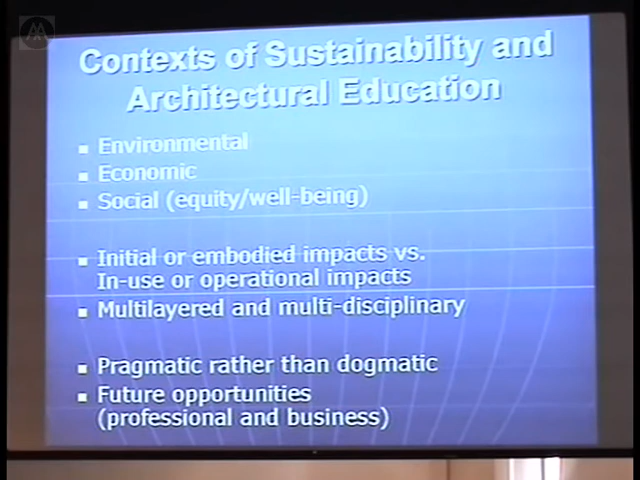 Contexts of Sustainability and
Architectural Education
Environmental
Economic
Social (equity/well-being)
Initial or embodied impacts vs.
In-use or operational impacts
Multilayered and multi-disciplinary
Pragmatic rather than dogmatic
Future opportunities
(professional and business)